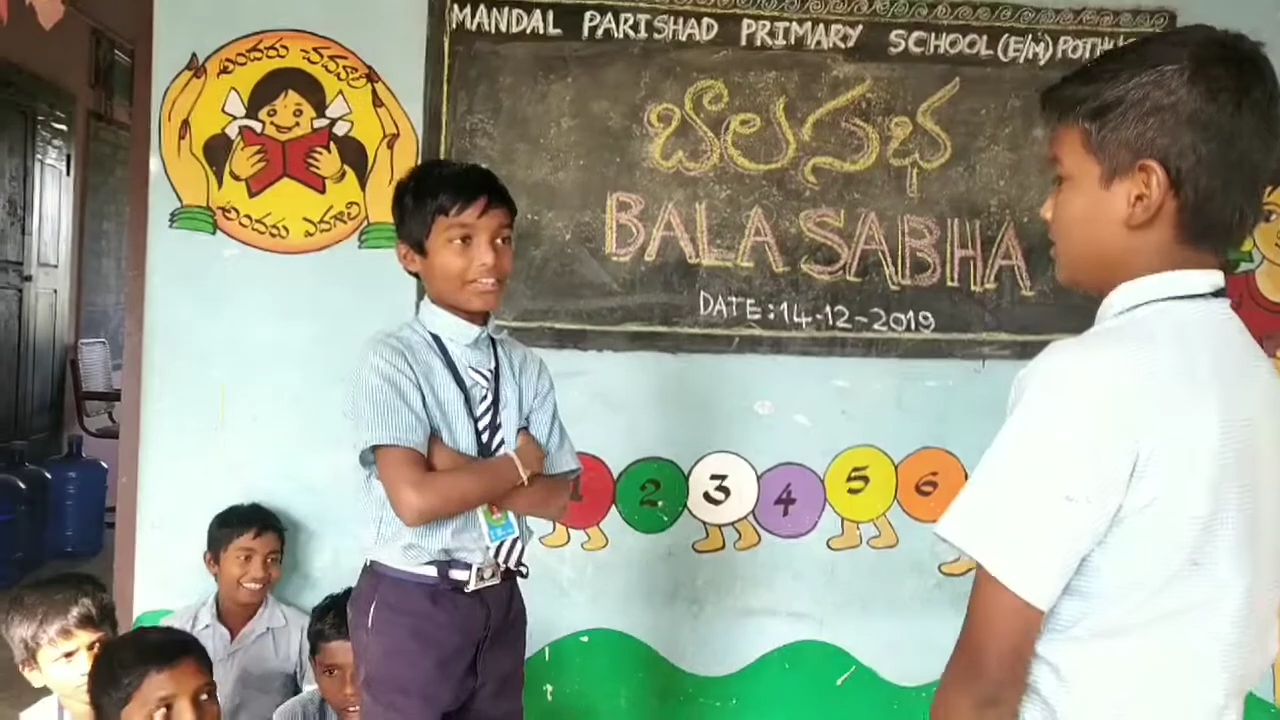 MANDAL PARISHAD PRIMARY SCHOOL (E/M)
బాలసభ
BALA SABHA
DATE: 14-12-2019
అందరు చదవాలి
అందరు ఎదగాలి
1 2 3 4 5 6